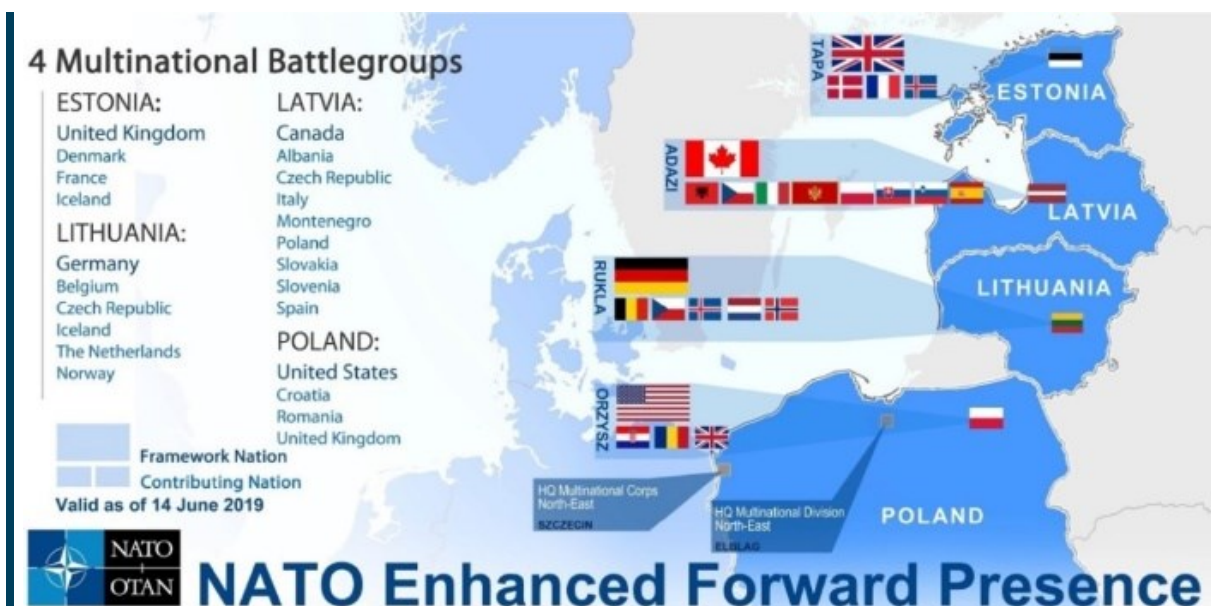 4 Multinational Battlegroups
ESTONIA:
United Kingdom
Denmark
France
Iceland
LITHUANIA:
Germany
Belgium
Czech Republic
Iceland
The Netherlands
Norway
LATVIA:
Canada
Albania
Czech Republic
Italy
Montenegro
Poland
Slovakia
Slovenia
Spain
POLAND:
United States
Croatia
Romania
United Kingdom
Framework Nation
Contributing Nation
Valid as of 14 June 2019
TAPA
ESTONIA
ADAZI
LATVIA
RUKLA
LITHUANIA
ORZYSZ
HQ Multinational Corps
North-East
SZCZECIN
HQ Multinational Division
North-East
ELBLAG
POLAND
NATO
OTAN
NATO Enhanced Forward Presence